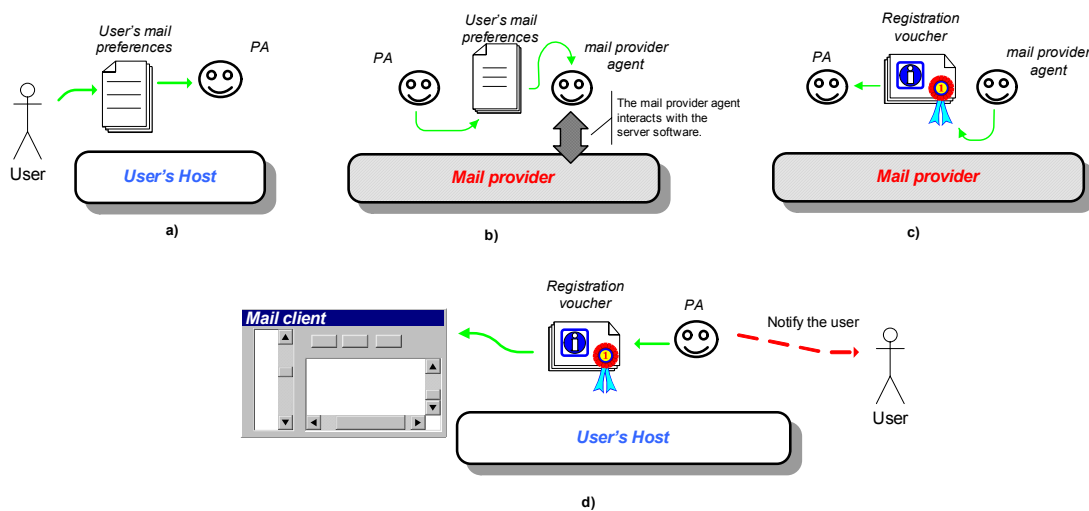 User's mail
preferences
PA
User
User's Host
a)
User's mail
preferences
PA
mail provider
agent
The mail provider agent
interacts with the
server software.
Mail provider
b)
Registration
voucher
PA
mail provider
agent
1
Mail provider
c)
Registration
voucher
PA
Mail client
Notify the user
1
User
User's Host
d)